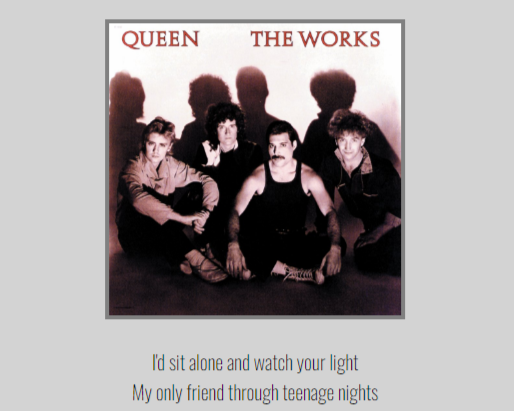 QUEEN THE WORKS
I'd sit alone and watch your light
My only friend through teenage nights